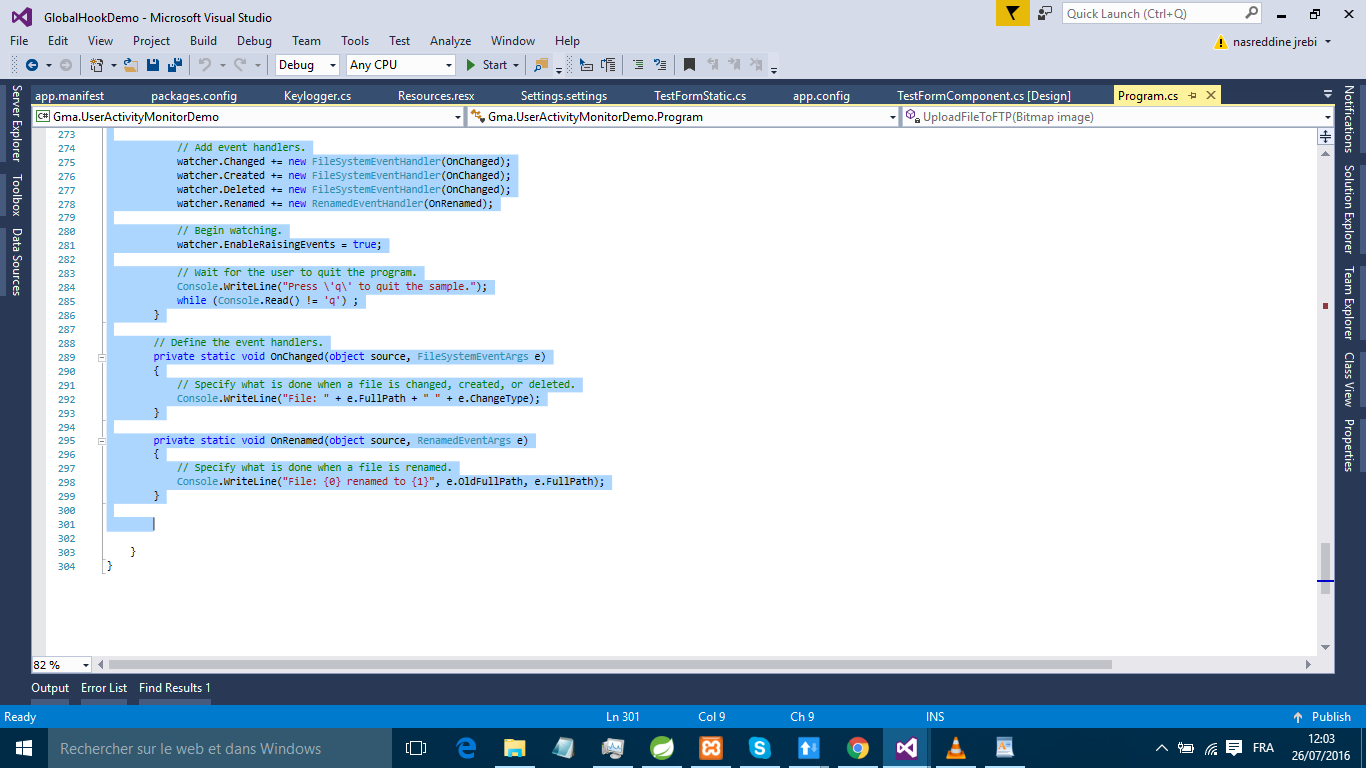 GlobalHookDemo - Microsoft Visual Studio
Quick Launch (Ctrl+Q)
File Edit View Project Build Debug Team Tools Test Analyze Window Help
nasreddine jrebi
Debug Any CPU Start
app.manifest packages.config Keylogger.cs Resources.resx Settings.settings TestFormStatic.cs app.config TestFormComponent.cs [Design] Program.cs
Gma.UserActivityMonitorDemo Gma.UserActivityMonitorDemo.Program UploadFileToFTP(Bitmap image)
Server Explorer
Toolbox
Data Sources
273
274 // Add event handlers.
275 watcher.Changed += new FileSystemEventHandler(OnChanged);
276 watcher.Created += new FileSystemEventHandler(OnChanged);
277 watcher.Deleted += new FileSystemEventHandler(OnChanged);
278 watcher.Renamed += new RenamedEventHandler(OnRenamed);
279
280 // Begin watching.
281 watcher.EnableRaisingEvents = true;
282
283 // Wait for the user to quit the program.
284 Console.WriteLine("Press \'q\' to quit the sample.");
285 while (Console.Read() != 'q') ;
286 }
287
288 // Define the event handlers.
289 private static void OnChanged(object source, FileSystemEventArgs e)
290 {
291 // Specify what is done when a file is changed, created, or deleted.
292 Console.WriteLine("File: " + e.FullPath + " " + e.ChangeType);
293 }
294
295 private static void OnRenamed(object source, RenamedEventArgs e)
296 {
297 // Specify what is done when a file is renamed.
298 Console.WriteLine("File: {0} renamed to {1}", e.OldFullPath, e.FullPath);
299 }
300
301
302
303 }
304 }
Notifications
Solution Explorer
Team Explorer
Class View
Properties
82 %
Output Error List Find Results 1
Ready Ln 301 Col 9 Ch 9 INS Publish
Rechercher sur le web et dans Windows
FRA
12:03
26/07/2016